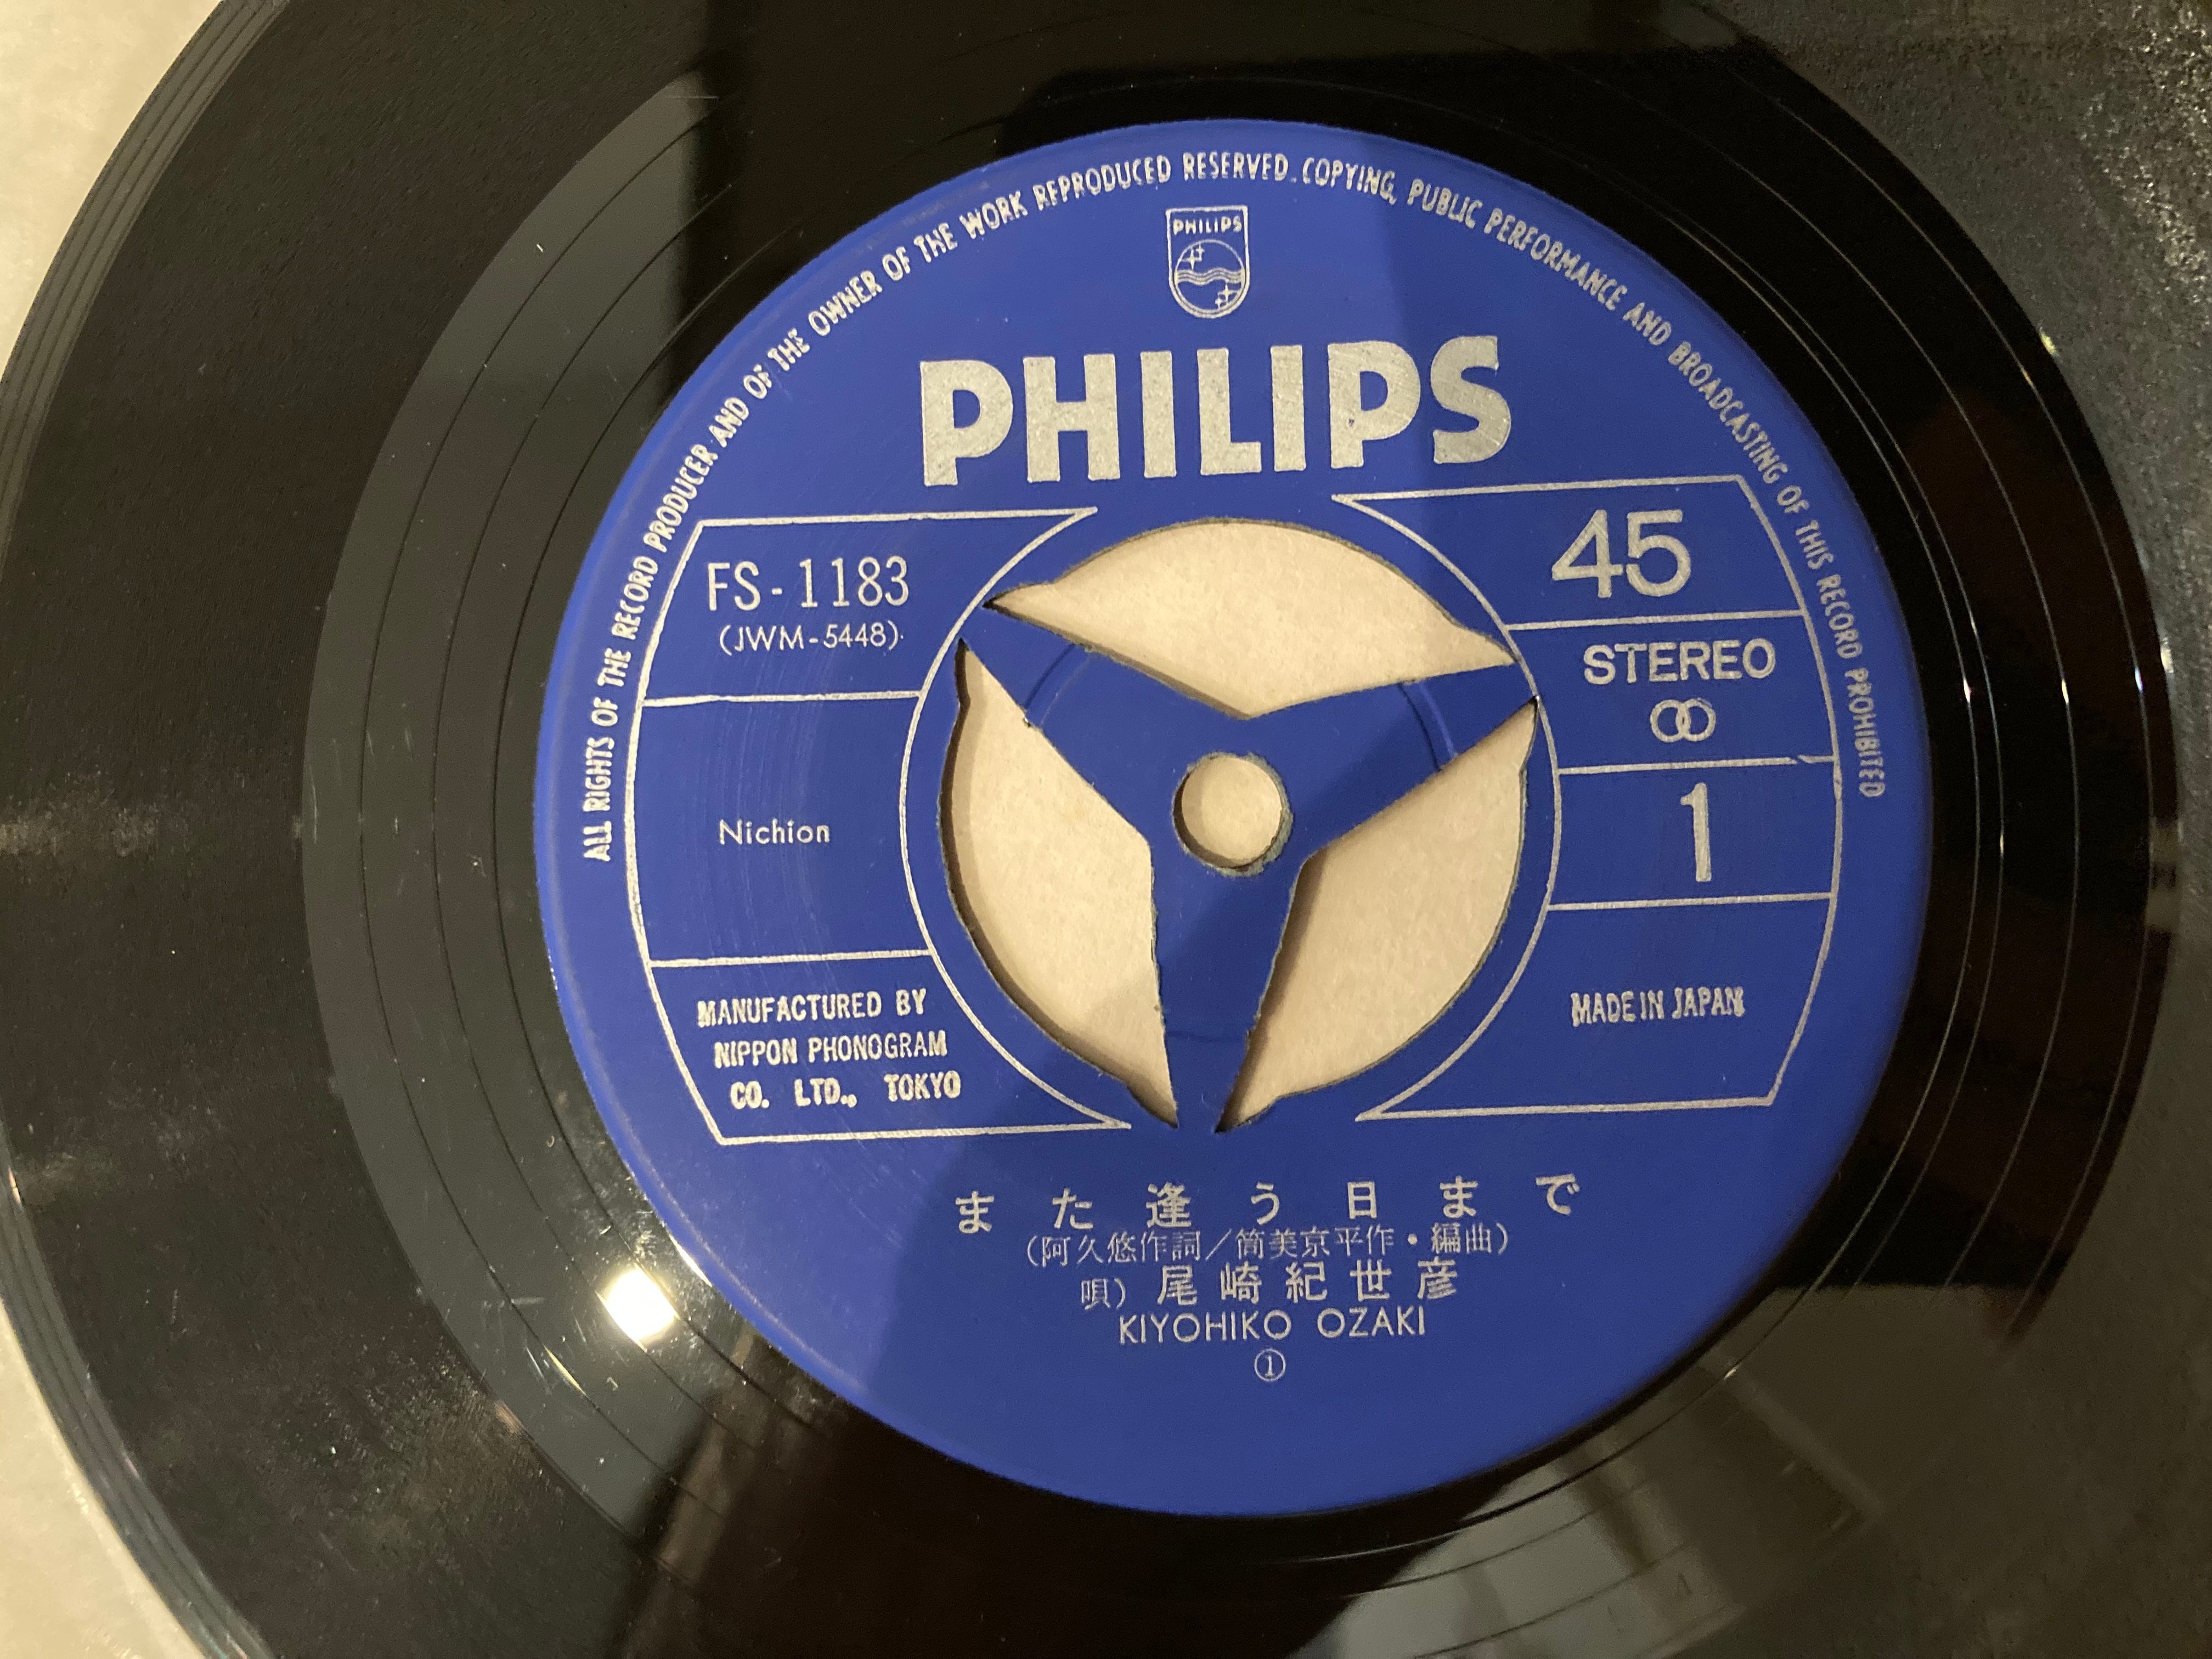 ALL RIGHTS OF THE RECORD PRODUCER AND OF THE OWNER OF THE WORK REPRODUCED RESERVED. COPYING, PUBLIC PERFORMANCE AND BROADCASTING OF THIS RECORD PROHIBITED
PHILIPS
PHILIPS
FS-1183
(JWM-5448)
Nichion
MANUFACTURED BY
NIPPON PHONOGRAM
CO. LTD., TOKYO
45
STEREO
1
MADE IN JAPAN
また逢う日まで
(阿久悠作詞/筒美京平作・編曲)
唄) 尾崎紀世彦
KIYOHIKO OZAKI
①